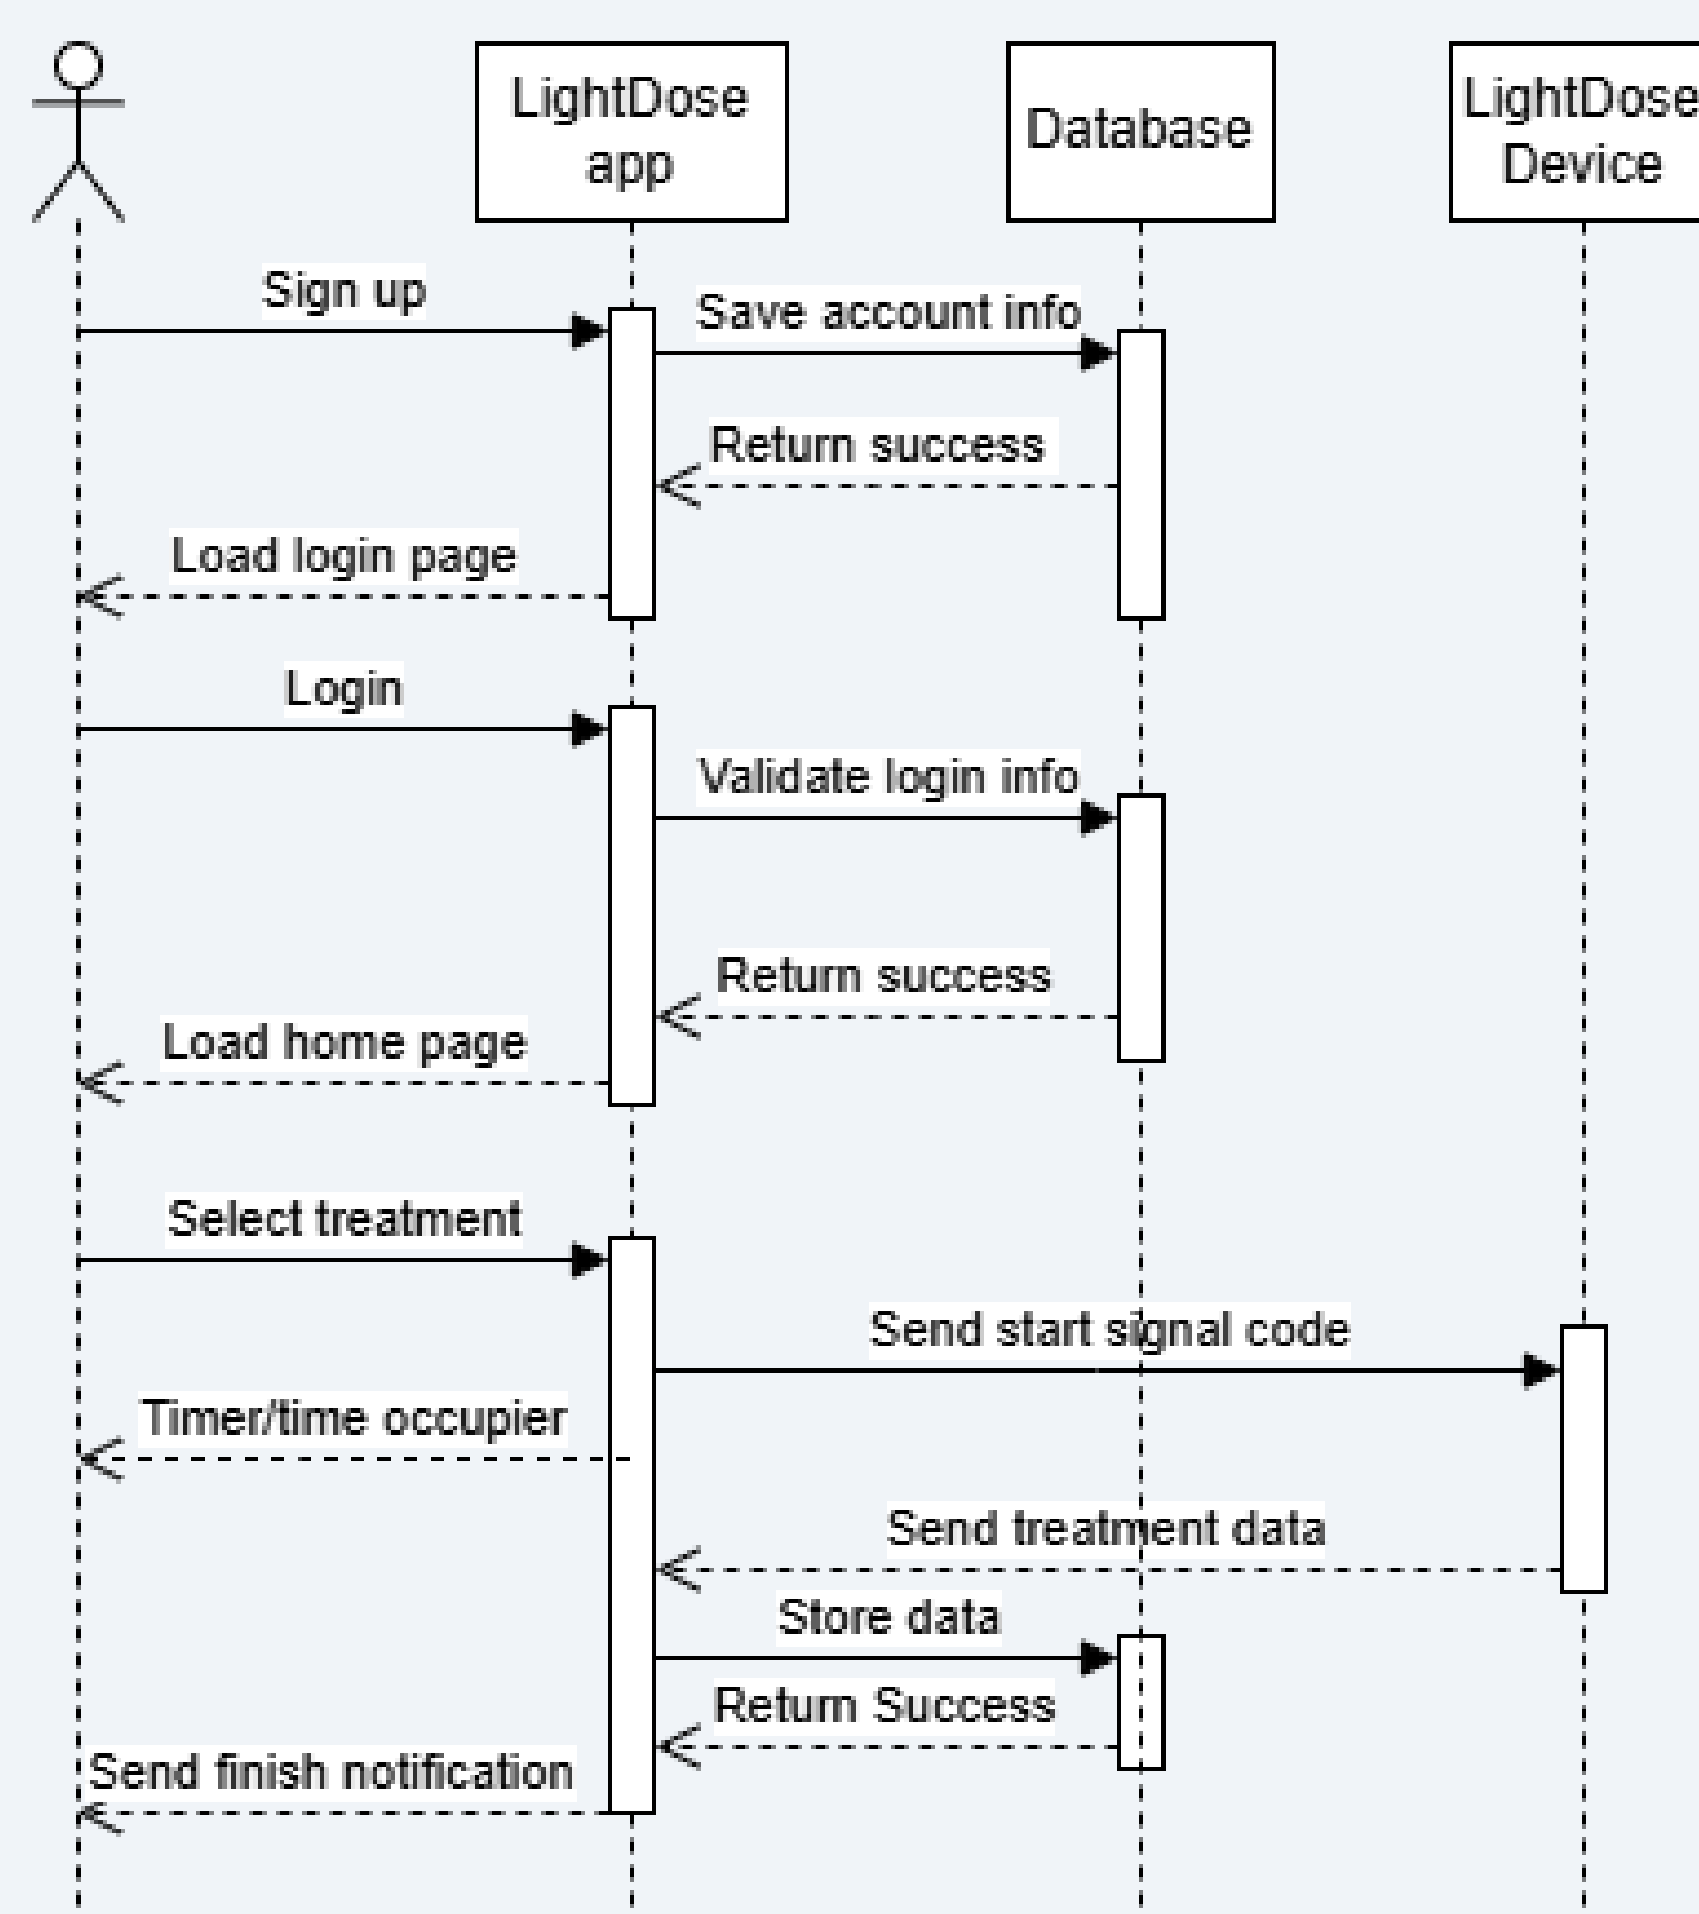 LightDose
app
Database
LightDose
Device
Sign up
Save account info
Return success
Load login page
Login
Validate login info
Return success
Load home page
Select treatment
Send start signal code
Timer/time occupier
Send treatment data
Store data
Return Success
Send finish notification